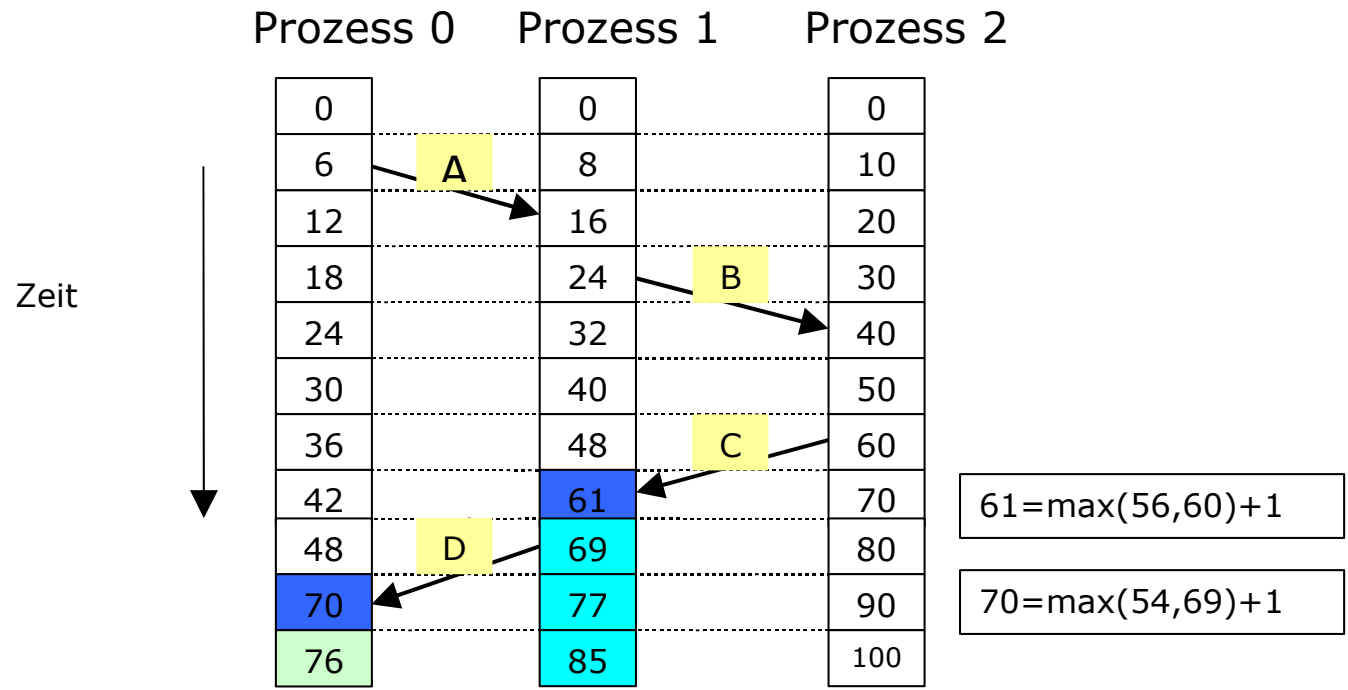 Prozess 0 Prozess 1 Prozess 2
0 0 0
6 A 8 10
12 16 20
18 24 B 30
Zeit
24 32 40
30 40 50
36 48 C 60
42 61 70 61=max(56,60)+1
48 D 69 80
70 77 90 70=max(54,69)+1
76 85 100